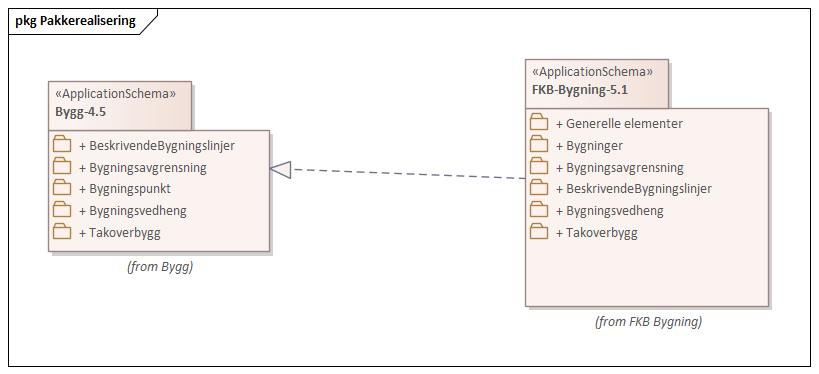 pkg Pakkerealisering
«ApplicationSchema»
Bygg-4.5
+ BeskrivendeBygningslinjer
+ Bygningsavgrensning
+ Bygningspunkt
+ Bygningsvedheng
+ Takoverbygg
(from Bygg)
«ApplicationSchema»
FKB-Bygning-5.1
+ Generelle elementer
+ Bygninger
+ Bygningsavgrensning
+ BeskrivendeBygningslinjer
+ Bygningsvedheng
+ Takoverbygg
(from FKB Bygning)